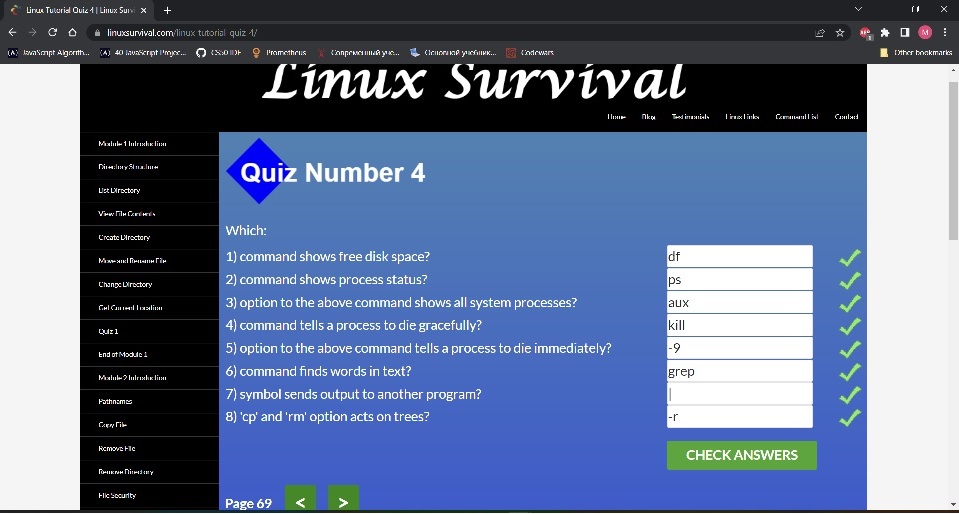 Linux Tutorial Quiz 4 | Linux Survi
linuxsurvival.com/linux-tutorial-quiz-4/
JavaScript Algorith... 40 JavaScript Projec... CS50 IDE Prometheus Современный уче... Основной учебник... Codewars Other bookmarks
Linux Survival
Home Blog Testimonials Linux Links Command List Contact
Module 1 Introduction
Directory Structure
List Directory
View File Contents
Create Directory
Move and Rename File
Change Directory
Get Current Location
Quiz 1
End of Module 1
Module 2 Introduction
Pathnames
Copy File
Remove File
Remove Directory
File Security
Quiz Number 4
Which:
1) command shows free disk space? df
2) command shows process status? ps
3) option to the above command shows all system processes? aux
4) command tells a process to die gracefully? kill
5) option to the above command tells a process to die immediately? -9
6) command finds words in text? grep
7) symbol sends output to another program? |
8) 'cp' and 'rm' option acts on trees? -r
CHECK ANSWERS
Page 69 < >